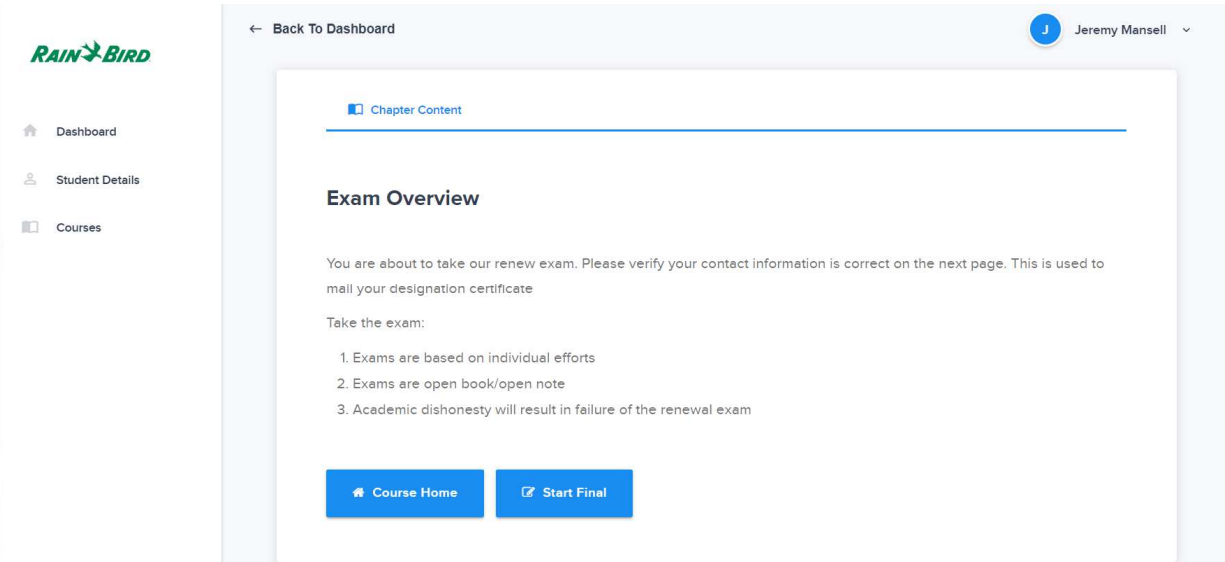 ← Back To Dashboard
J Jeremy Mansell
RAIN BIRD
Chapter Content
Dashboard
Student Details
Courses
Exam Overview
You are about to take our renew exam. Please verify your contact information is correct on the next page. This is used to
mail your designation certificate
Take the exam:
1. Exams are based on individual efforts
2. Exams are open book/open note
3. Academic dishonesty will result in failure of the renewal exam
Course Home
Start Final